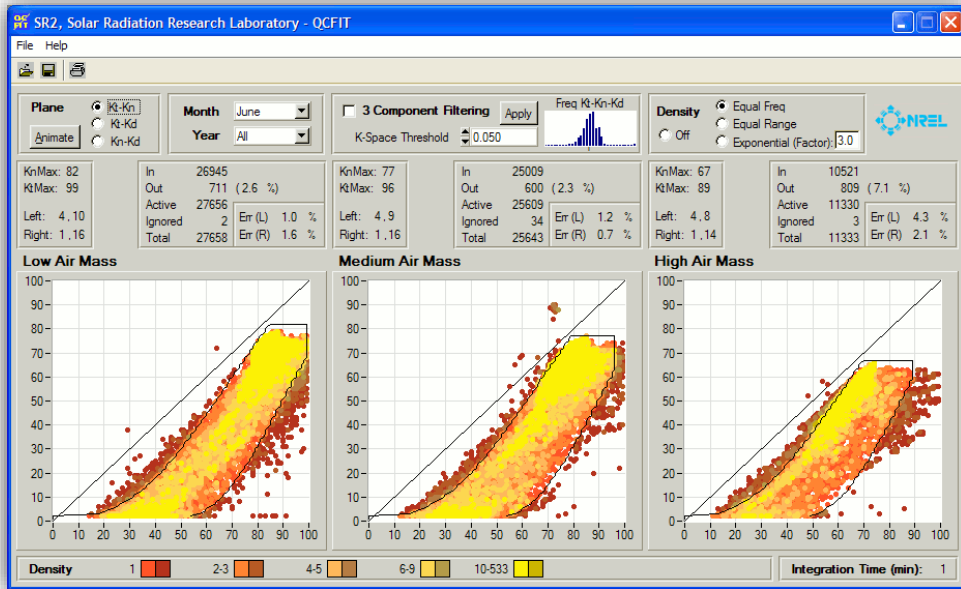 SR2, Solar Radiation Research Laboratory - QCFIT
File Help
Plane
Kt-Kn
Kt-Kd
Kn-Kd
Animate
Month June
Year All
3 Component Filtering Apply
K-Space Threshold 0.050
Freq Kt-Kn-Kd
Density
Off
Equal Freq
Equal Range
Exponential (Factor): 3.0
NREL
KnMax: 82
KtMax: 99
Left: 4,10
Right: 1,16
In 26945
Out 711 (2.6 %)
Active 27656
Ignored 2
Total 27658
Err (L) 1.0 %
Err (R) 1.6 %
KnMax: 77
KtMax: 96
Left: 4,9
Right: 1,16
In 25009
Out 600 (2.3 %)
Active 25609
Ignored 34
Total 25643
Err (L) 1.2 %
Err (R) 0.7 %
KnMax: 67
KtMax: 89
Left: 4,8
Right: 1,14
In 10521
Out 809 (7.1 %)
Active 11330
Ignored 3
Total 11333
Err (L) 4.3 %
Err (R) 2.1 %
Low Air Mass
100
90
80
70
60
50
40
30
20
10
0
0 10 20 30 40 50 60 70 80 90 100
Medium Air Mass
100
90
80
70
60
50
40
30
20
10
0
0 10 20 30 40 50 60 70 80 90 100
High Air Mass
100
90
80
70
60
50
40
30
20
10
0
0 10 20 30 40 50 60 70 80 90 100
Density 1 2-3 4-5 6-9 10-533
Integration Time (min): 1